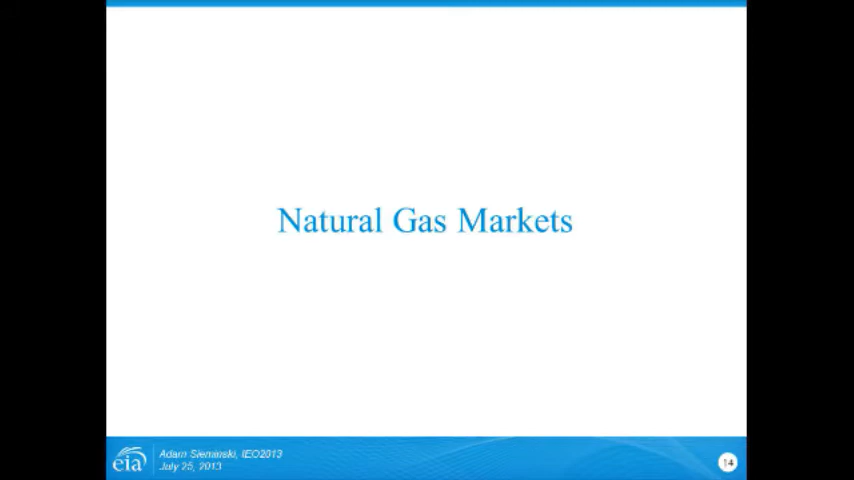 Natural Gas Markets
eia
Adam Sieminski, IEO2013
July 25, 2013
14